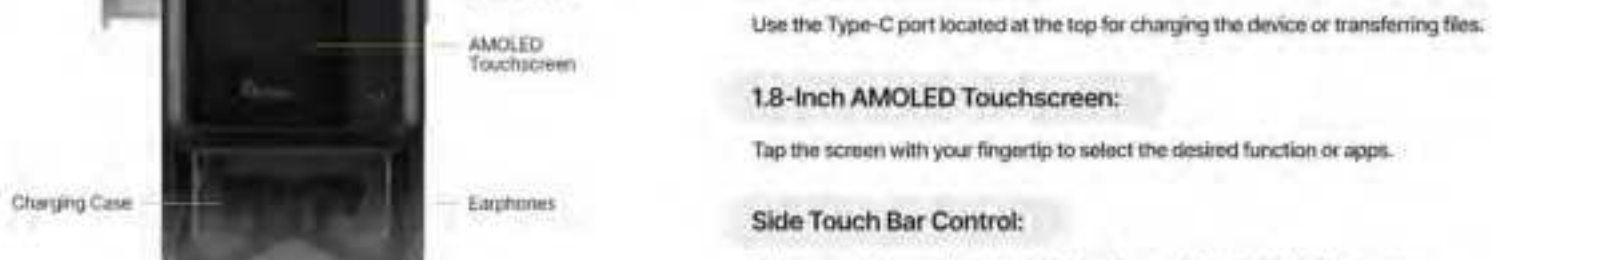 AMOLED
Touchscreen
Charging Case
Earphones
Use the Type-C port located at the top for charging the device or transferring files.
1.8-Inch AMOLED Touchscreen:
Tap the screen with your fingertip to select the desired function or apps.
Side Touch Bar Control: